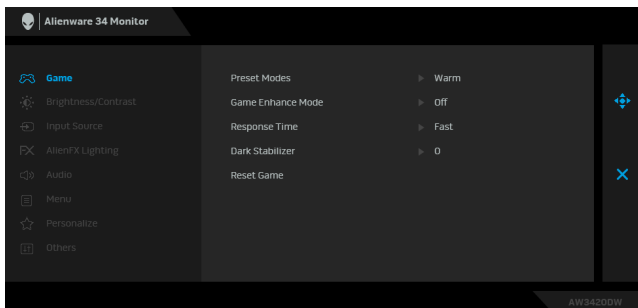 Alienware 34 Monitor
Game
Brightness/Contrast
Input Source
AlienFX Lighting
Audio
Menu
Personalize
Others
Preset Modes Warm
Game Enhance Mode Off
Response Time Fast
Dark Stabilizer 0
Reset Game
AW3420DW